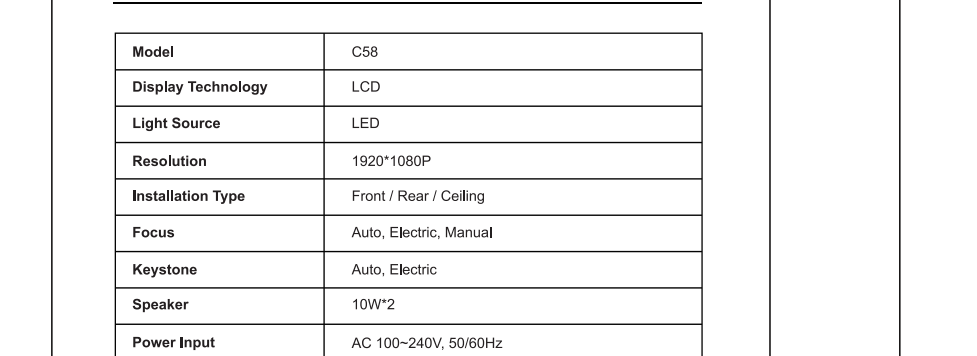 Model C58
Display Technology LCD
Light Source LED
Resolution 1920*1080P
Installation Type Front / Rear / Ceiling
Focus Auto, Electric, Manual
Keystone Auto, Electric
Speaker 10W*2
Power Input AC 100~240V, 50/60Hz